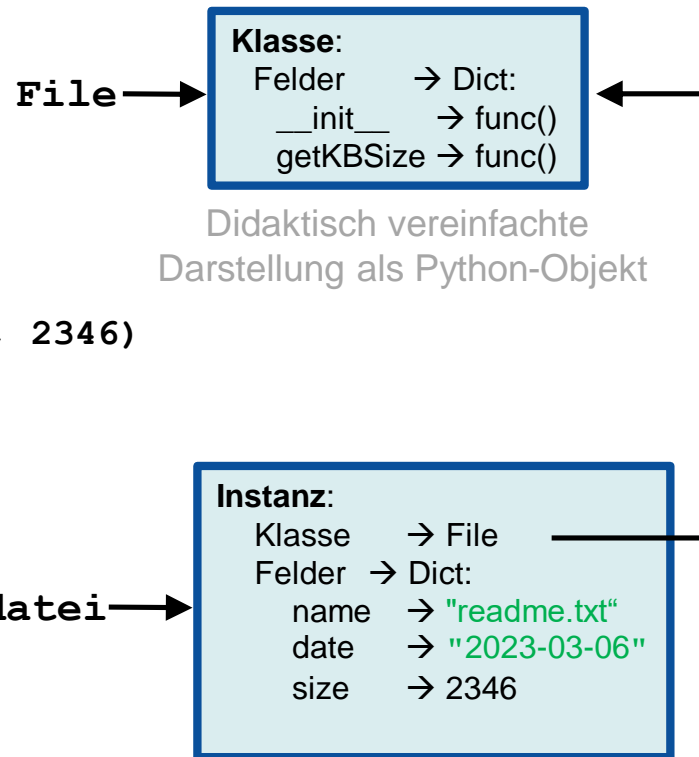 Klasse:
File
Felder → Dict:
__init__ → func()
getKBSize → func()
Didaktisch vereinfachte
Darstellung als Python-Objekt
2346)
Instanz:
Klasse → File
Felder → Dict:
datei
name → "readme.txt“
date → "2023-03-06"
size → 2346